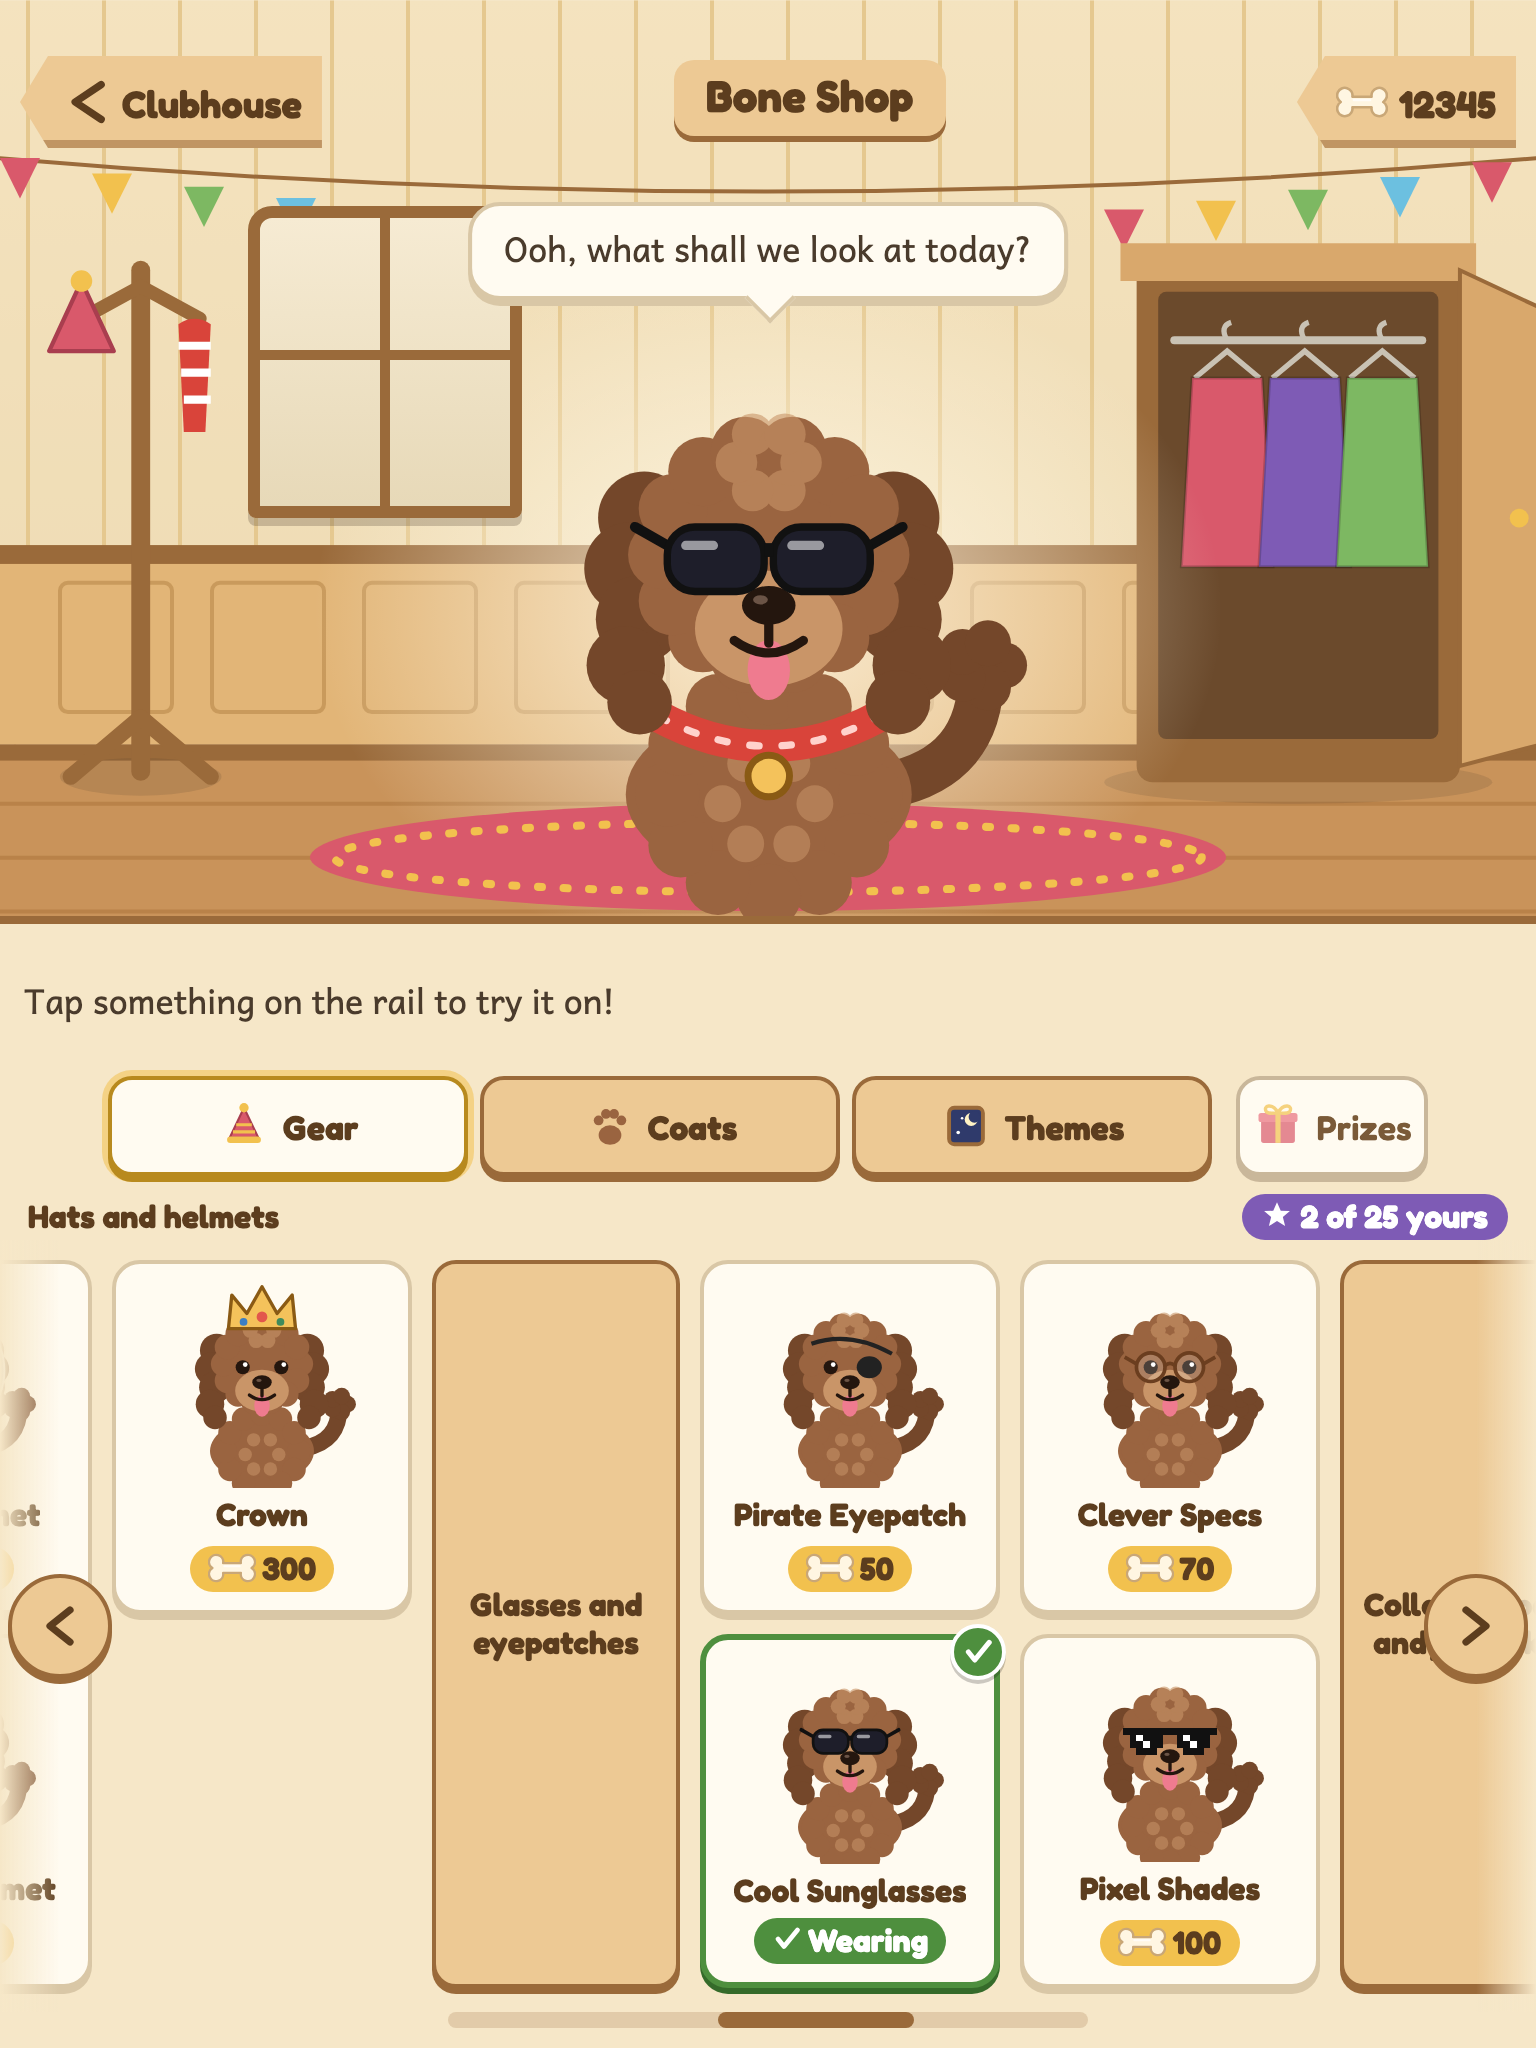 Clubhouse
Bone Shop
12345
Ooh, what shall we look at today?
Tap something on the rail to try it on!
Gear
Coats
Themes
Prizes
Hats and helmets
2 of 25 yours
Crown
300
Glasses and
eyepatches
Pirate Eyepatch
50
Clever Specs
70
Cool Sunglasses
Wearing
Pixel Shades
100
and